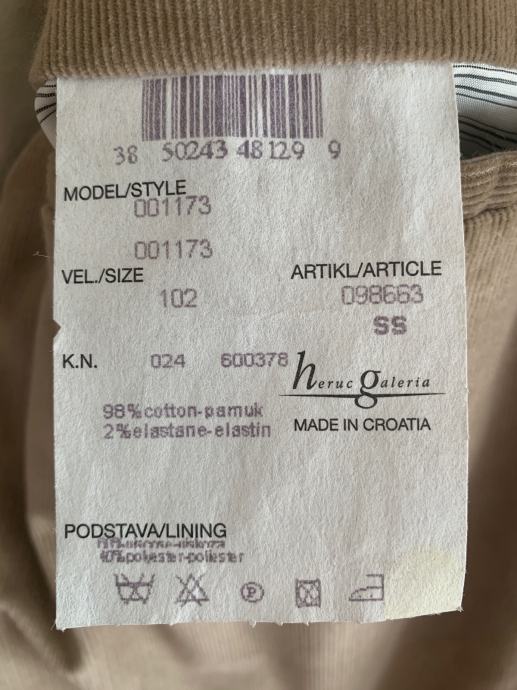 38 50243 48129 9
MODEL/STYLE
001173
001173
VEL./SIZE
102
ARTIKL/ARTICLE
098663
SS
K.N. 024 600378
heruc galeria
MADE IN CROATIA
98%cotton-pamuk
2%elastane-elastin
PODSTAVA/LINING
40%polyester-poliester
P